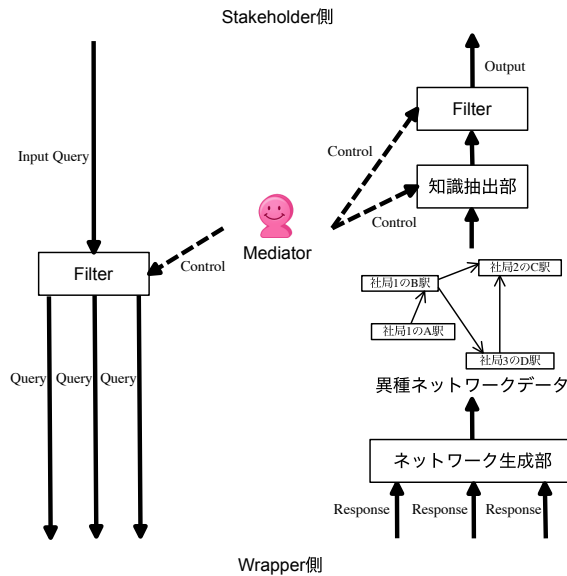 Stakeholder側
Output
Filter
Control
Input Query
知識抽出部
Control
Mediator
Control
Filter
社局2のC駅
社局1のB駅
社局1のA駅
社局3のD駅
異種ネットワークデータ
Query Query Query
ネットワーク生成部
Response Response Response
Wrapper側